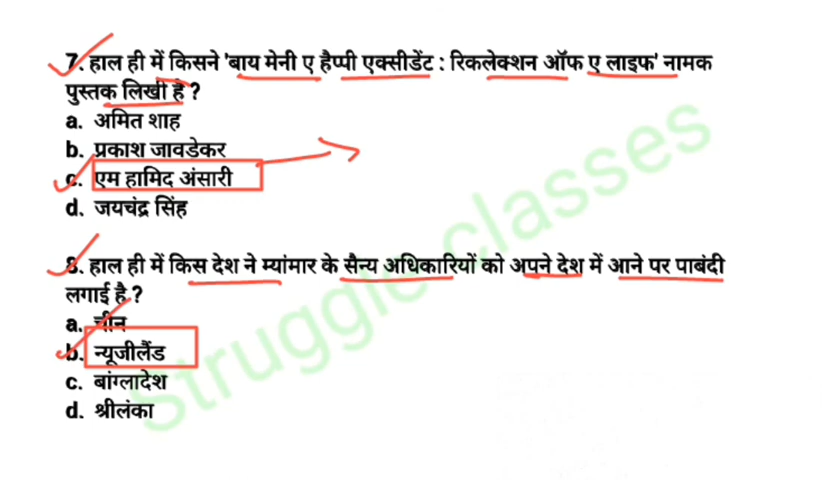 7. हाल ही में किसने 'बाय मेनी ए हैप्पी एक्सीडेंट : रिकलेक्शन ऑफ ए लाइफ' नामक
पुस्तक लिखी है ?
a. अमित शाह
b. प्रकाश जावडेकर
c. एम हामिद अंसारी
d. जयचंद्र सिंह
8. हाल ही में किस देश ने म्यांमार के सैन्य अधिकारियों को अपने देश में आने पर पाबंदी
लगाई है ?
a. चीन
b. न्यूजीलैंड
c. बांग्लादेश
d. श्रीलंका
Struggle classes